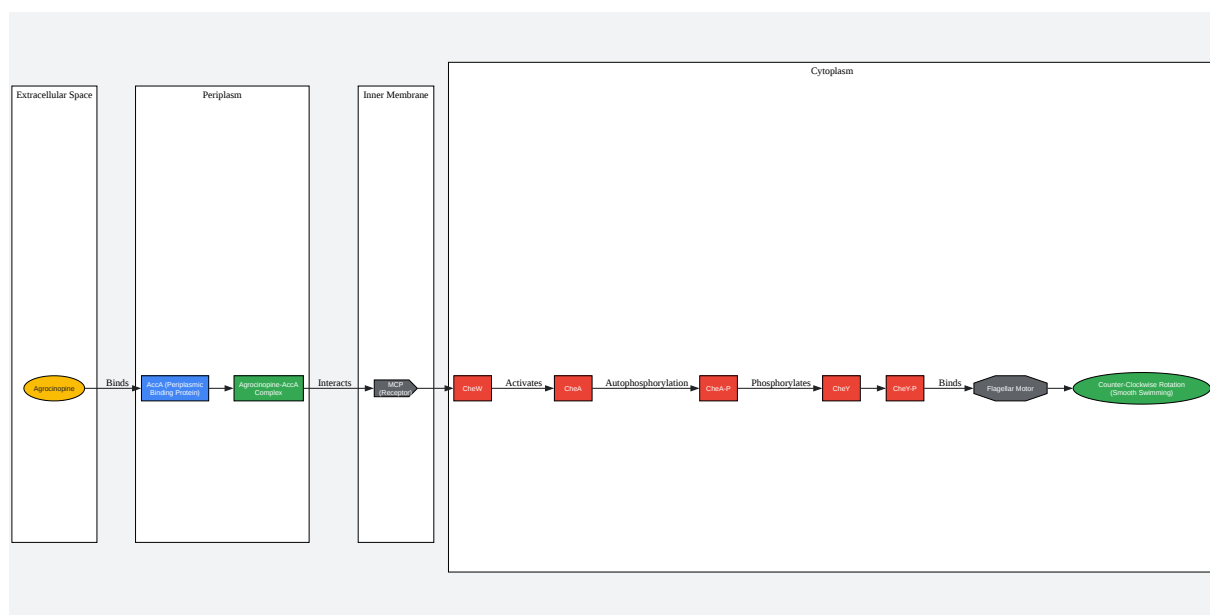 Extracellular Space
Periplasm
Inner Membrane
Cytoplasm
Agrocinopine
Binds
AccA (Periplasmic
Binding Protein)
Agrocinopine-AccA
Complex
Interacts
MCP
(Receptor)
CheW
Activates
CheA
Autophosphorylation
CheA-P
Phosphorylates
CheY
CheY-P
Binds
Flagellar Motor
Counter-Clockwise Rotation
(Smooth Swimming)